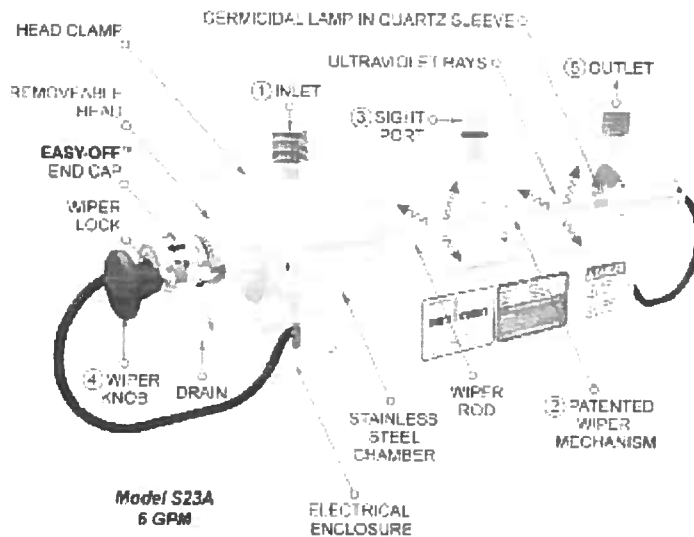 GERMICIDAL LAMP IN QUARTZ SLEEVE
HEAD CLAMP
ULTRAVIOLET RAYS
⑤ OUTLET
① INLET
REMOVEABLE
HEAD
③ SIGHT
PORT
EASY-OFF™
END CAP
WIPER
LOCK
④ WIPER
KNOB
DRAIN
WIPER
ROD
② PATENTED
WIPER
MECHANISM
STAINLESS
STEEL
CHAMBER
Model S23A
6 GPM
ELECTRICAL
ENCLOSURE